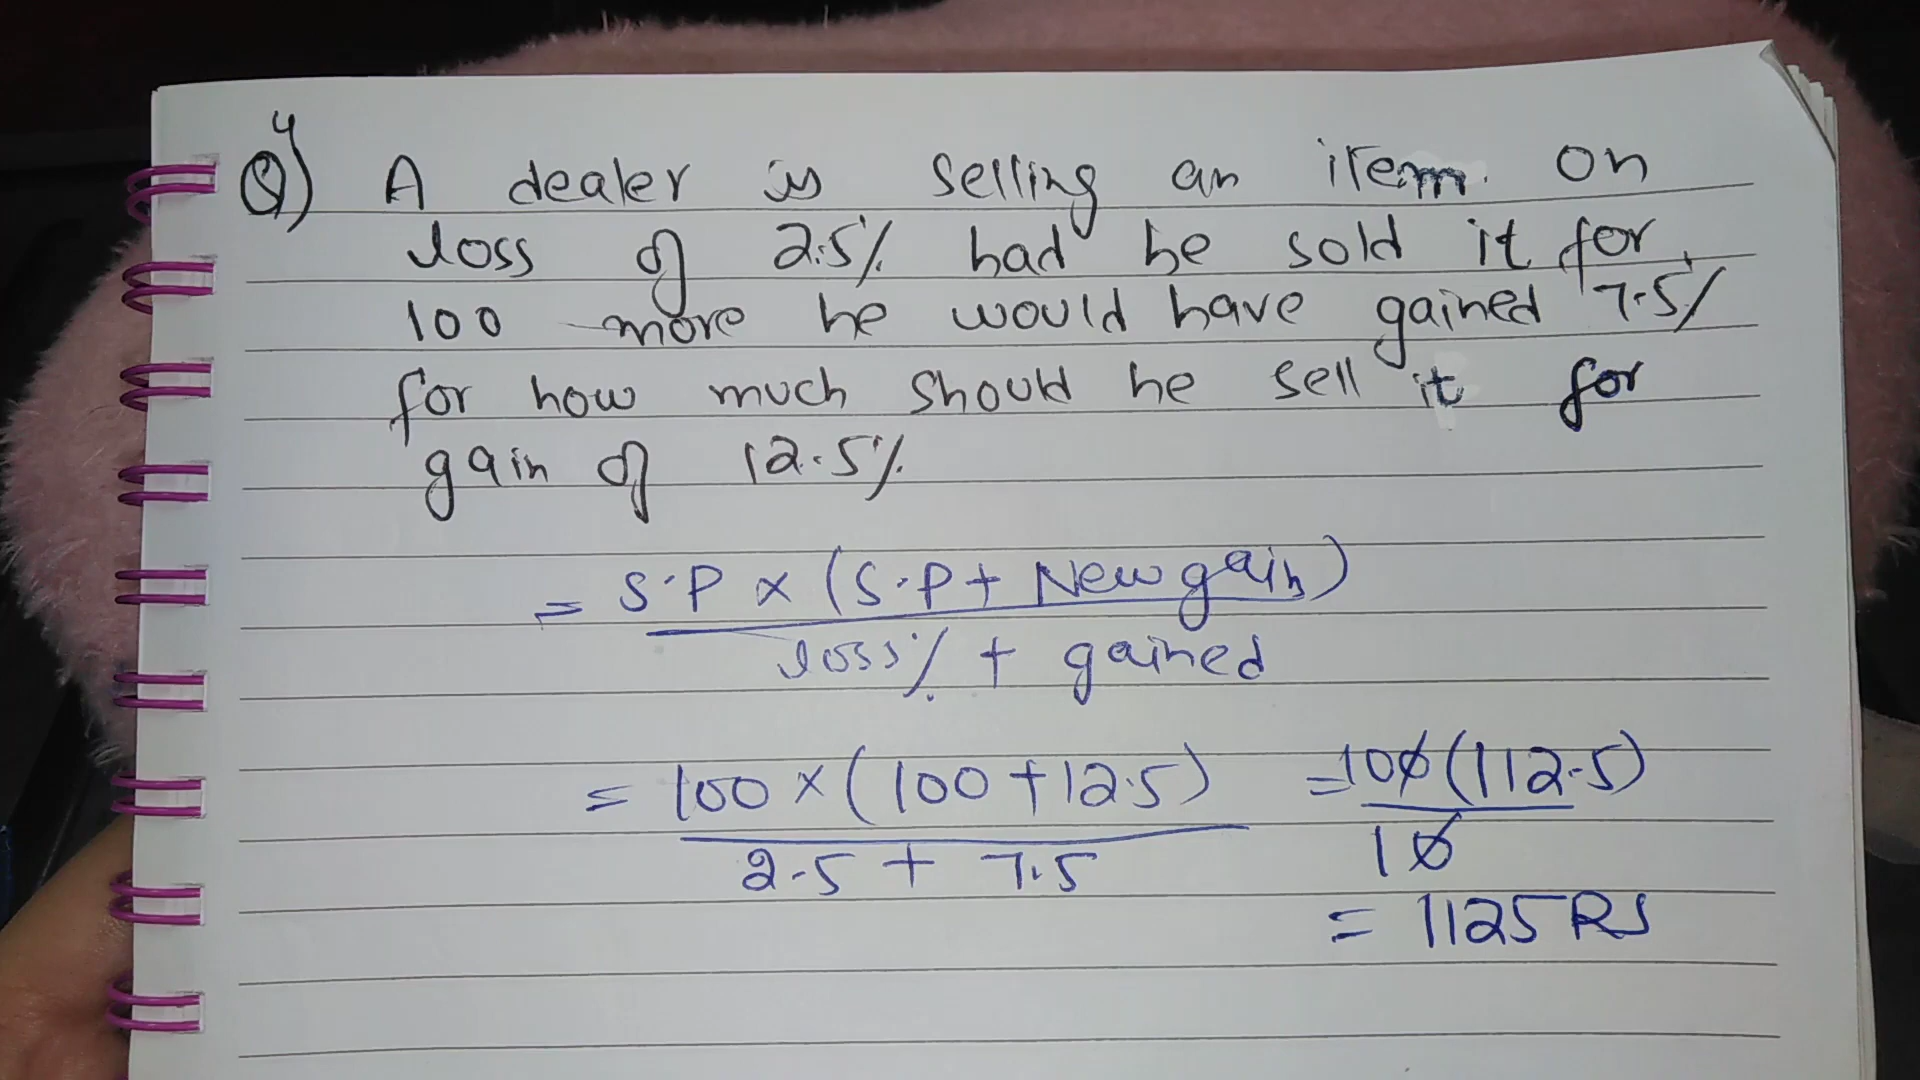 Q4) A dealer is selling an item on
loss of 2.5% had he sold it for
100 more he would have gained 7.5%
for how much should he sell it for
gain of 12.5%
= S.P x (S.P + New gain)
loss% + gained
= 100 x (100 + 12.5) = 100 (112.5)
2.5 + 7.5 10
= 1125 RS